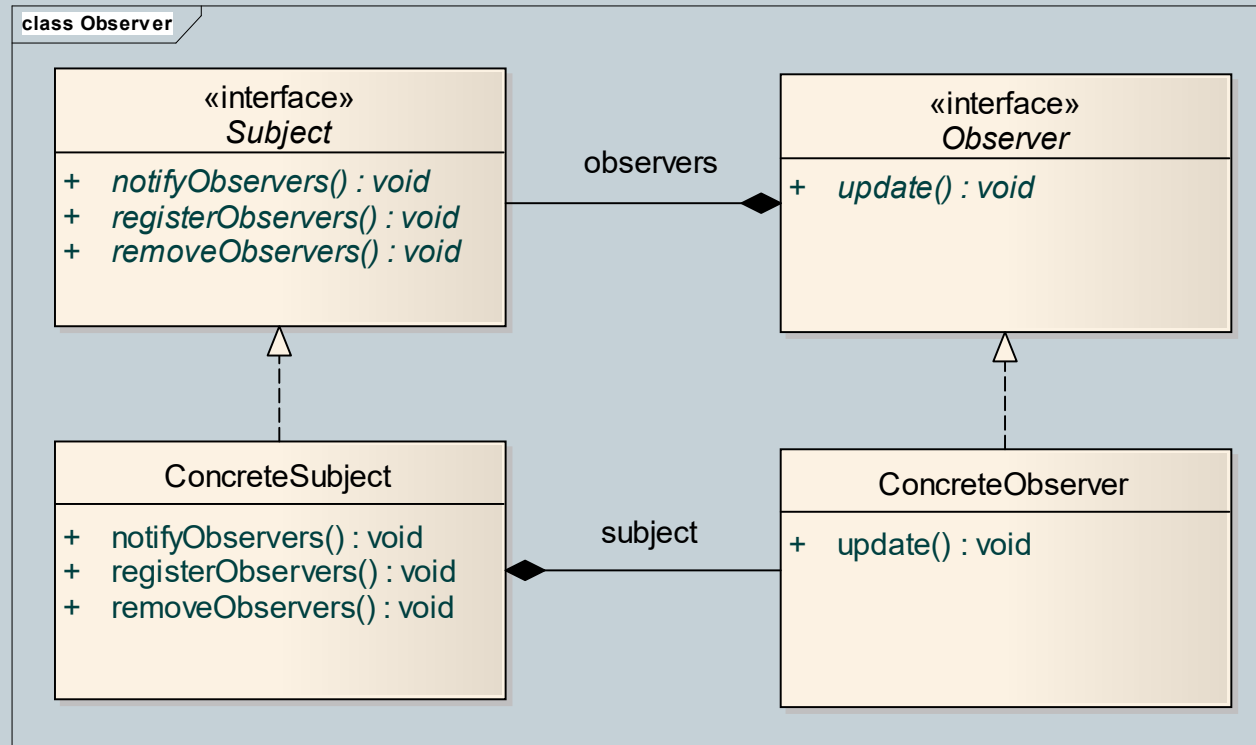 class Observer
«interface»
Subject
+ notifyObservers() : void
+ registerObservers() : void
+ removeObservers() : void
observers
«interface»
Observer
+ update() : void
ConcreteSubject
+ notifyObservers() : void
+ registerObservers() : void
+ removeObservers() : void
subject
ConcreteObserver
+ update() : void